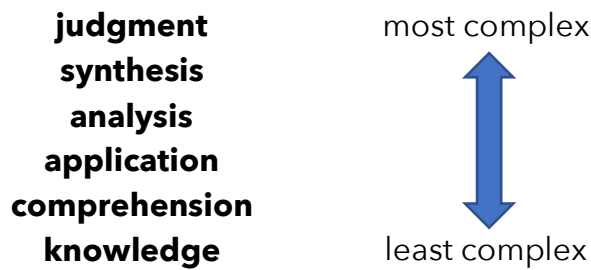 judgment most complex
synthesis
analysis
application
comprehension
knowledge least complex